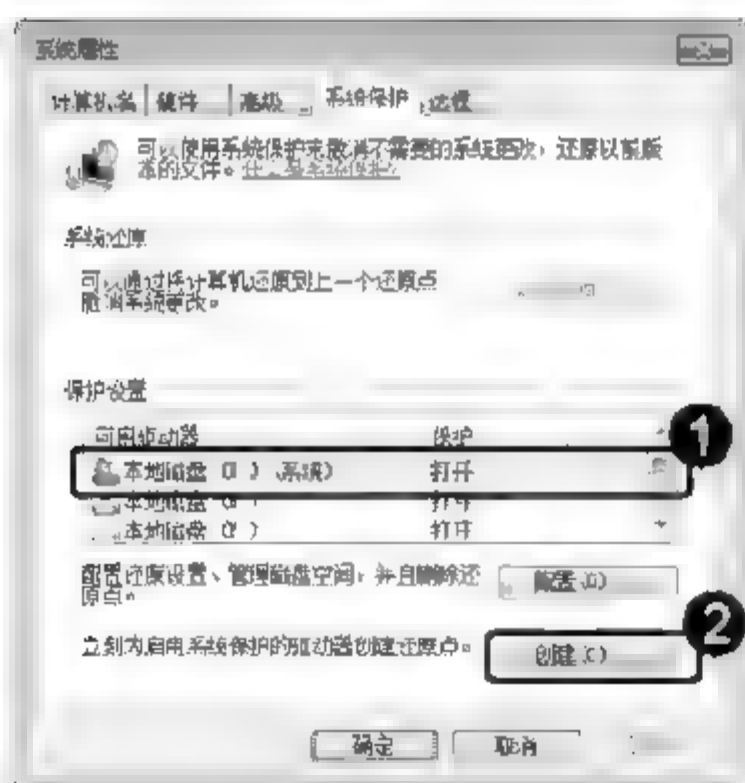 系统属性
计算机名 硬件 高级 系统保护 远程
可以使用系统保护来撤消不需要的系统更改，还原以前版
本的文件。什么是系统保护?
系统还原
可以通过将计算机还原到上一个还原点
撤消系统更改。
保护设置
可用驱动器 保护
本地磁盘 系统) 打开
本地磁盘 打开
本地磁盘 打开
1
配置还原设置、管理磁盘空间，并且删除还
原点。
配置
立刻为启用系统保护的驱动器创建还原点。
创建(C)
2
确定 取消